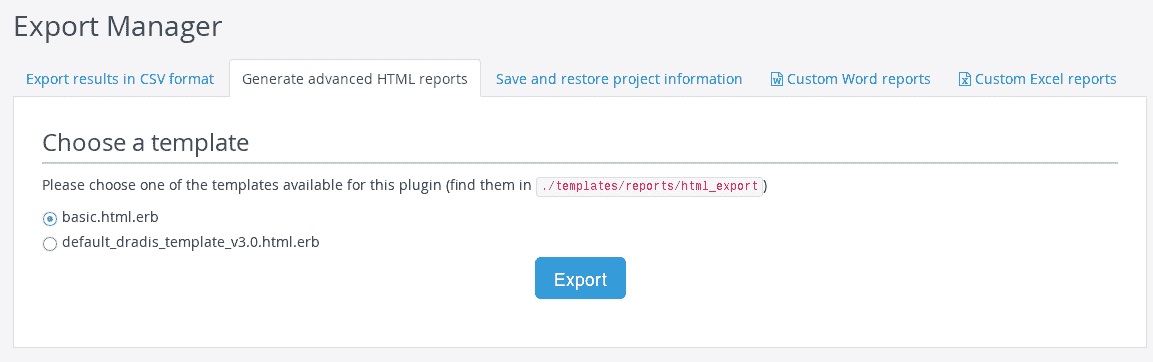 Export Manager
Export results in CSV format Generate advanced HTML reports Save and restore project information Custom Word reports Custom Excel reports
Choose a template
Please choose one of the templates available for this plugin (find them in ./templates/reports/html_export)
basic.html.erb
default_dradis_template_v3.0.html.erb
Export